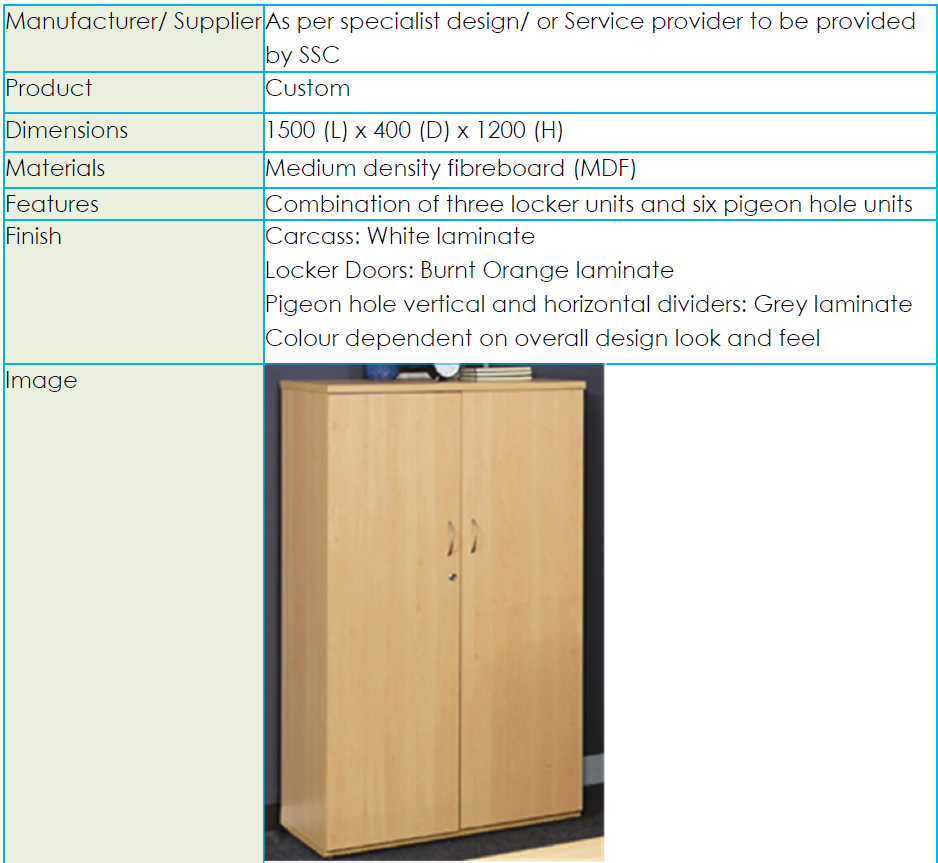 Manufacturer/ Supplier
As per specialist design/ or Service provider to be provided
by SSC
Product
Custom
Dimensions
1500 (L) x 400 (D) x 1200 (H)
Materials
Medium density fibreboard (MDF)
Features
Combination of three locker units and six pigeon hole units
Finish
Carcass: White laminate
Locker Doors: Burnt Orange laminate
Pigeon hole vertical and horizontal dividers: Grey laminate
Colour dependent on overall design look and feel
Image